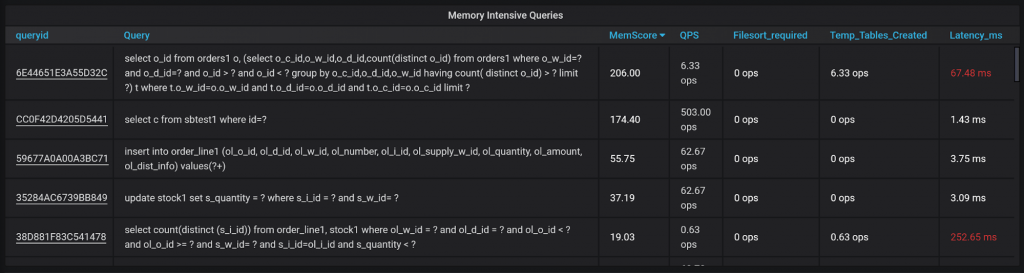 Memory Intensive Queries
queryid Query MemScore QPS Filesort_required Temp_Tables_Created Latency_ms
select o_id from orders1 o, (select o_c_id,o_w_id,o_d_id,count(distinct o_id) from orders1 where o_w_id=?
6E44651E3A55D32C and o_d_id=? and o_id > ? and o_id < ? group by o_c_id,o_d_id,o_w_id having count( distinct o_id) > ? limit 206.00 6.33 ops 0 ops 6.33 ops 67.48 ms
?) t where t.o_w_id=o.o_w_id and t.o_d_id=o.o_d_id and t.o_c_id=o.o_c_id limit ?
CC0F42D4205D5441 select c from sbtest1 where id=? 174.40 503.00 ops 0 ops 0 ops 1.43 ms
59677A0A00A3BC71 insert into order_line1 (ol_o_id, ol_d_id, ol_w_id, ol_number, ol_i_id, ol_supply_w_id, ol_quantity, ol_amount, 55.75 62.67 ops 0 ops 0 ops 3.75 ms
ol_dist_info) values(?+)
35284AC6739BB849 update stock1 set s_quantity = ? where s_i_id = ? and s_w_id= ? 37.19 62.67 ops 0 ops 0 ops 3.09 ms
38D881F83C541478 select count(distinct (s_i_id)) from order_line1, stock1 where ol_w_id = ? and ol_d_id = ? and ol_o_id < ? 19.03 0.63 ops 0 ops 0.63 ops 252.65 ms
and ol_o_id >= ? and s_w_id= ? and s_i_id=ol_i_id and s_quantity < ?